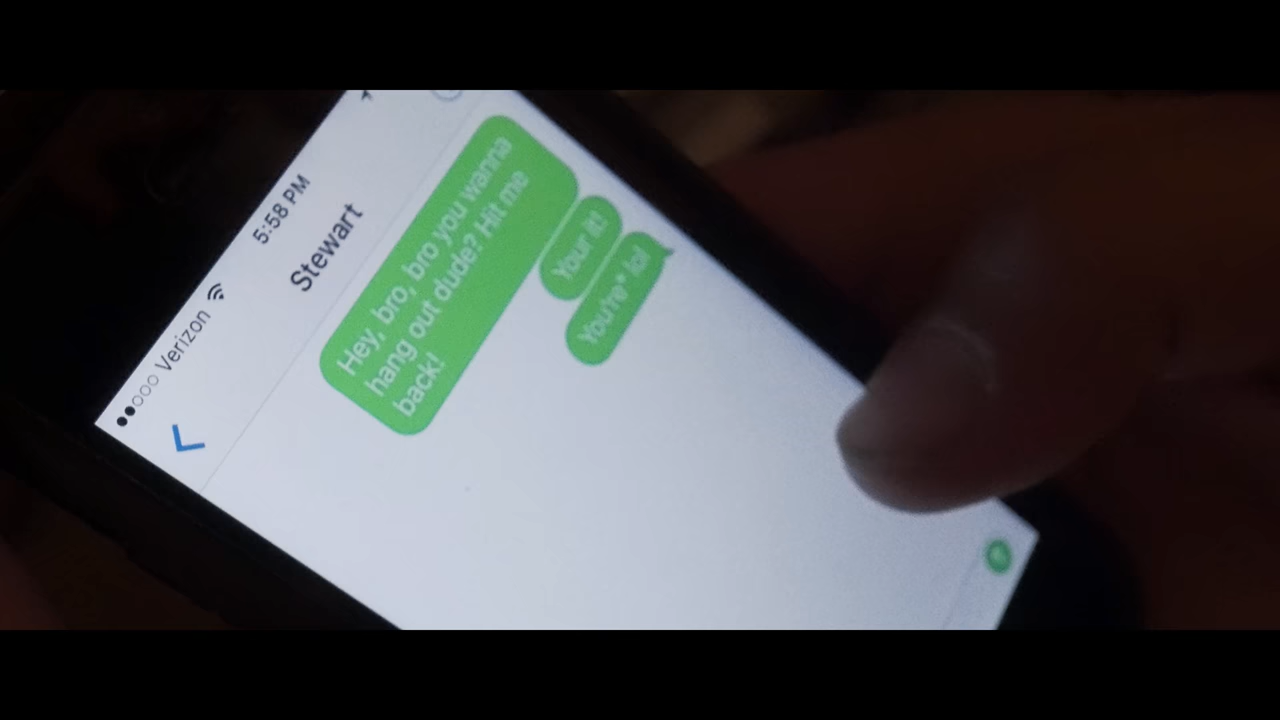 Verizon 5:58 PM
Stewart
Hey, bro, bro you wanna
hang out dude? Hit me
back!
Your it!
You're* lol